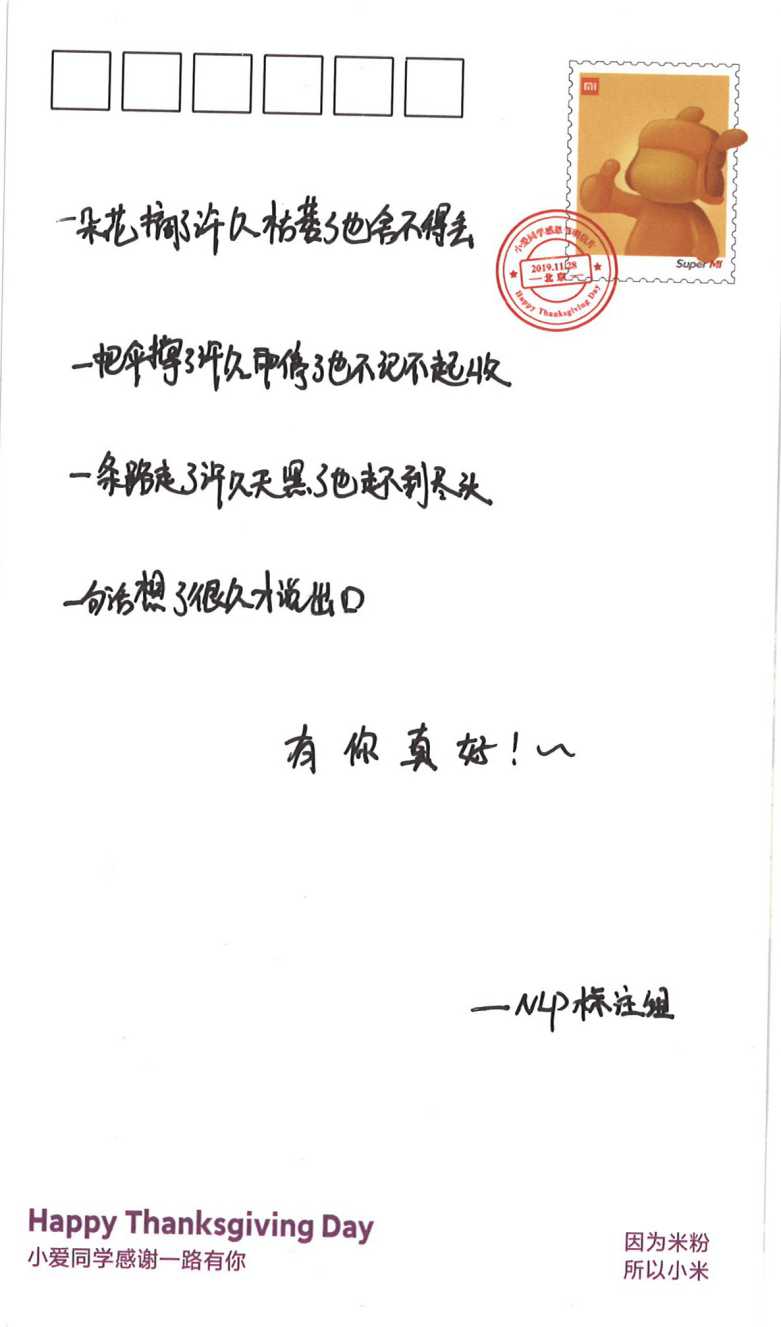 MI
一朵花摘了许久枯萎了也舍不得丢
Super MI
小爱同学感恩节明信片
2019.11.28
北京
Happy Thanksgiving Day
一把伞撑了许久雨停了也不记不起收
一条路走了许久天黑了也走不到尽头
一句话想了很久才说出口
有你真好！～
—NLP标注组
Happy Thanksgiving Day
小爱同学感谢一路有你
因为米粉
所以小米